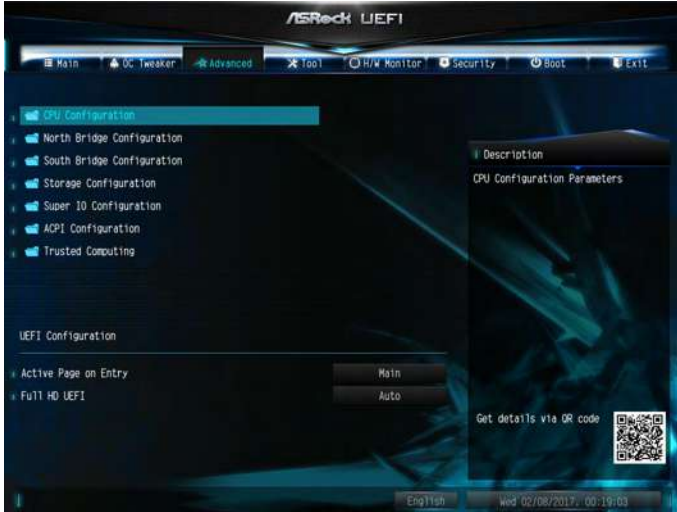 ASRock UEFI
Main OC Tweaker Advanced Tool H/W Monitor Security Boot Exit
CPU Configuration
North Bridge Configuration
South Bridge Configuration
Storage Configuration
Super IO Configuration
ACPI Configuration
Trusted Computing
Description
CPU Configuration Parameters
UEFI Configuration
Active Page on Entry Main
Full HD UEFI Auto
Get details via QR code
English Wed 02/08/2017, 00:19:03